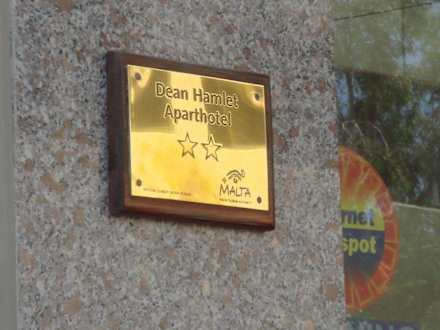 Dean Hamlet
Aparthotel
MALTA
rnet
spot